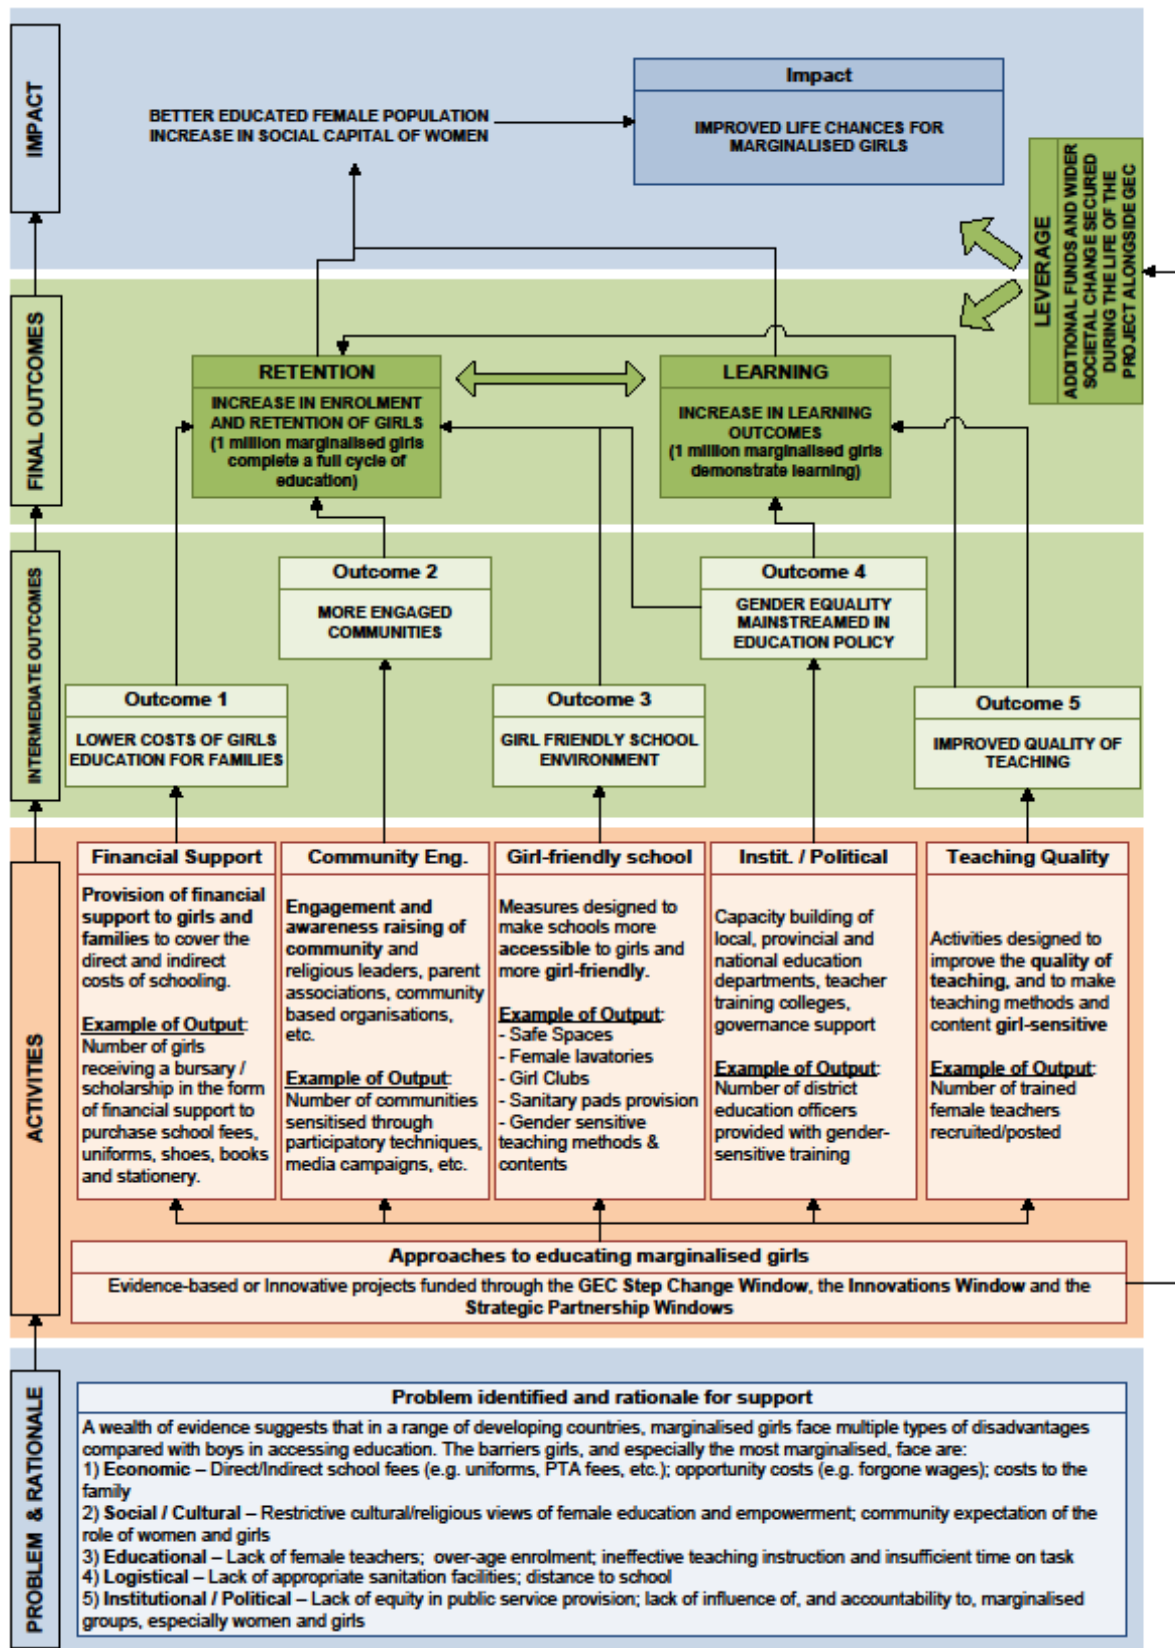 IMPACT
BETTER EDUCATED FEMALE POPULATION
INCREASE IN SOCIAL CAPITAL OF WOMEN
Impact
IMPROVED LIFE CHANCES FOR
MARGINALISED GIRLS
LEVERAGE
ADDITIONAL FUNDS AND WIDER
SOCIETAL CHANGE SECURED
DURING THE LIFE OF THE
PROJECT ALONGSIDE GEC
FINAL OUTCOMES
RETENTION
INCREASE IN ENROLMENT
AND RETENTION OF GIRLS
(1 million marginalised girls
complete a full cycle of
education)
LEARNING
INCREASE IN LEARNING
OUTCOMES
(1 million marginalised girls
demonstrate learning)
INTERMEDIATE OUTCOMES
Outcome 2
MORE ENGAGED
COMMUNITIES
Outcome 4
GENDER EQUALITY
MAINSTREAMED IN
EDUCATION POLICY
Outcome 1
LOWER COSTS OF GIRLS
EDUCATION FOR FAMILIES
Outcome 3
GIRL FRIENDLY SCHOOL
ENVIRONMENT
Outcome 5
IMPROVED QUALITY OF
TEACHING
ACTIVITIES
Financial Support
Provision of financial
support to girls and
families to cover the
direct and indirect
costs of schooling.
Example of Output:
Number of girls
receiving a bursary /
scholarship in the form
of financial support to
purchase school fees,
uniforms, shoes, books
and stationery.
Community Eng.
Engagement and
awareness raising of
community and
religious leaders, parent
associations, community
based organisations,
etc.
Example of Output:
Number of communities
sensitised through
participatory techniques,
media campaigns, etc.
Girl-friendly school
Measures designed to
make schools more
accessible to girls and
more girl-friendly.
Example of Output:
- Safe Spaces
- Female lavatories
- Girl Clubs
- Sanitary pads provision
- Gender sensitive
teaching methods &
contents
Instit. / Political
Capacity building of
local, provincial and
national education
departments, teacher
training colleges,
governance support
Example of Output:
Number of district
education officers
provided with gender-
sensitive training
Teaching Quality
Activities designed to
improve the quality of
teaching, and to make
teaching methods and
content girl-sensitive
Example of Output:
Number of trained
female teachers
recruited/posted
Approaches to educating marginalised girls
Evidence-based or Innovative projects funded through the GEC Step Change Window, the Innovations Window and the
Strategic Partnership Windows
PROBLEM & RATIONALE
Problem identified and rationale for support
A wealth of evidence suggests that in a range of developing countries, marginalised girls face multiple types of disadvantages
compared with boys in accessing education. The barriers girls, and especially the most marginalised, face are:
1) Economic – Direct/Indirect school fees (e.g. uniforms, PTA fees, etc.); opportunity costs (e.g. forgone wages); costs to the
family
2) Social / Cultural – Restrictive cultural/religious views of female education and empowerment; community expectation of the
role of women and girls
3) Educational – Lack of female teachers; over-age enrolment; ineffective teaching instruction and insufficient time on task
4) Logistical – Lack of appropriate sanitation facilities; distance to school
5) Institutional / Political – Lack of equity in public service provision; lack of influence of, and accountability to, marginalised
groups, especially women and girls